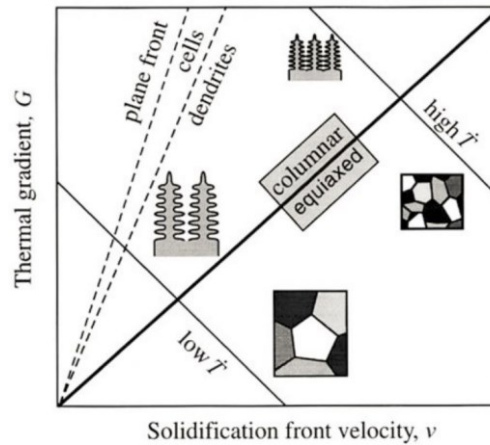 Thermal gradient, G
plane front
cells
dendrites
high Ṫ
columnar
equiaxed
low Ṫ
Solidification front velocity, v